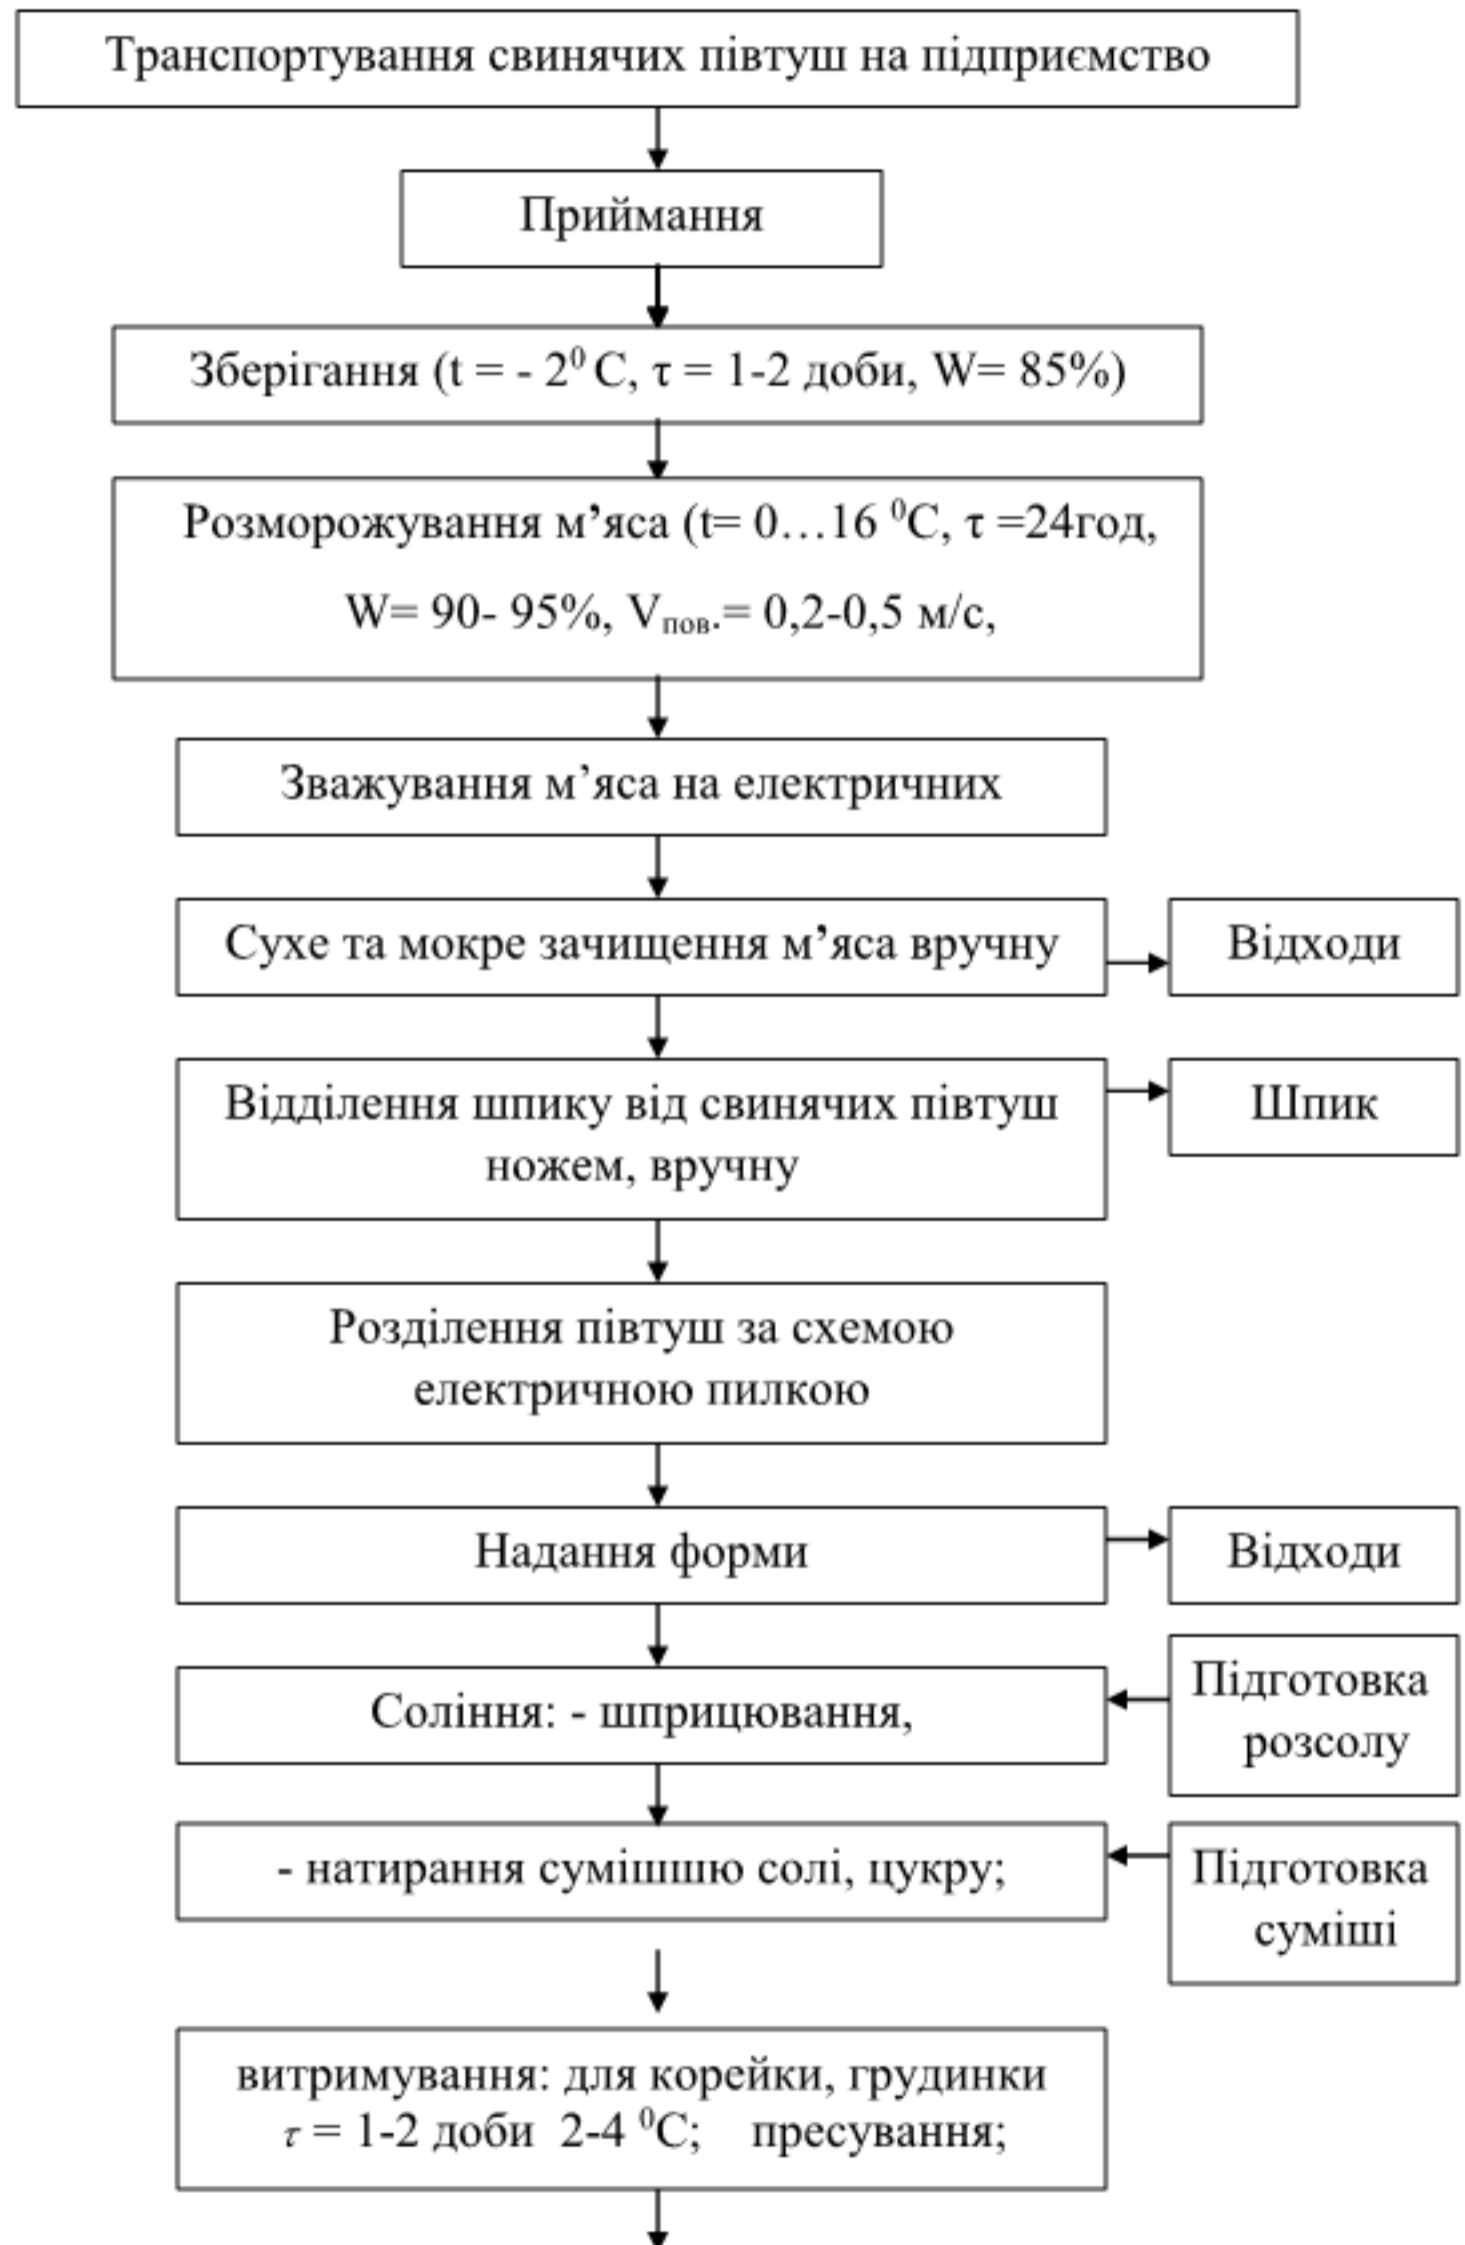 Транспортування свинячих півтуш на підприємство
Приймання
Зберігання (t = - 2⁰ С, τ = 1-2 доби, W= 85%)
Розморожування м’яса (t= 0…16 ⁰С, τ =24год,
W= 90- 95%, Vпов.= 0,2-0,5 м/с,
Зважування м’яса на електричних
Сухе та мокре зачищення м’яса вручну
Відходи
Відділення шпику від свинячих півтуш
ножем, вручну
Шпик
Розділення півтуш за схемою
електричною пилкою
Надання форми
Відходи
Соління: - шприцювання,
Підготовка
розсолу
- натирання сумішшю солі, цукру;
Підготовка
суміші
витримування: для корейки, грудинки
τ = 1-2 доби 2-4 ⁰С; пресування;